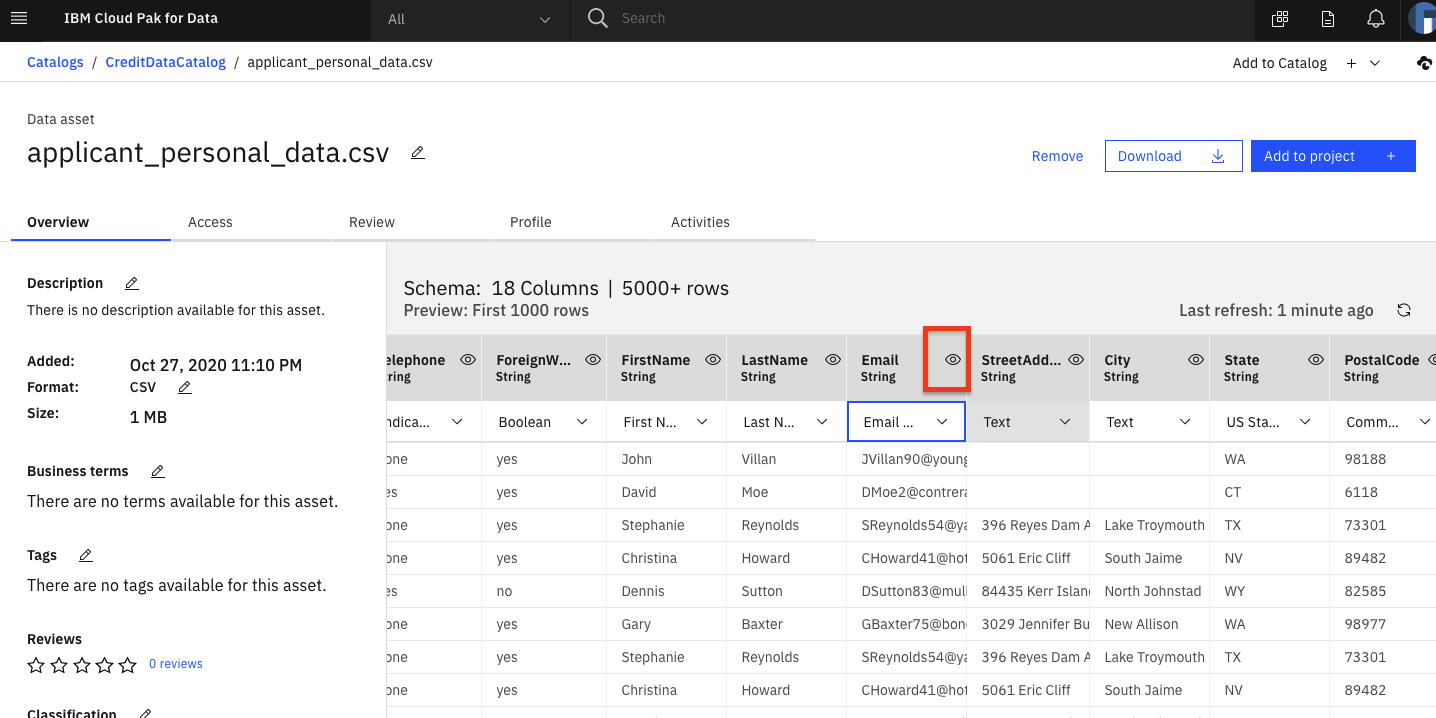 IBM Cloud Pak for Data All Search
Catalogs / CreditDataCatalog / applicant_personal_data.csv Add to Catalog +
Data asset
applicant_personal_data.csv
Remove Download Add to project +
Overview Access Review Profile Activities
Description
There is no description available for this asset.
Added: Oct 27, 2020 11:10 PM
Format: CSV
Size: 1 MB
Business terms
There are no terms available for this asset.
Tags
There are no tags available for this asset.
Reviews
0 reviews
Classification
Schema: 18 Columns | 5000+ rows
Preview: First 1000 rows Last refresh: 1 minute ago
elephone ForeignW... FirstName LastName Email StreetAdd... City State PostalCode
ring String String String String String String String String
ndica... Boolean First N... Last N... Email ... Text Text US Sta... Comm...
one yes John Villan JVillan90@young WA 98188
es yes David Moe DMoe2@contrera CT 6118
one yes Stephanie Reynolds SReynolds54@ya 396 Reyes Dam A Lake Troymouth TX 73301
one yes Christina Howard CHoward41@hot 5061 Eric Cliff South Jaime NV 89482
es no Dennis Sutton DSutton83@mull 84435 Kerr Islan North Johnstad WY 82585
one yes Gary Baxter GBaxter75@bon 3029 Jennifer Bu New Allison WA 98977
one yes Stephanie Reynolds SReynolds54@ya 396 Reyes Dam A Lake Troymouth TX 73301
one yes Christina Howard CHoward41@hot 5061 Eric Cliff South Jaime NV 89482